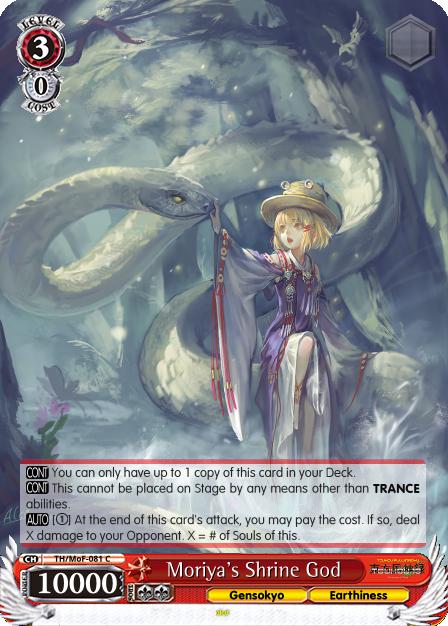 LEVEL
3
0
COST
CONT You can only have up to 1 copy of this card in your Deck.
CONT This cannot be placed on Stage by any means other than TRANCE
abilities.
AUTO [①] At the end of this card's attack, you may pay the cost. If so, deal
X damage to your Opponent. X = # of Souls of this.
CH TH/MoF-081 C
POWER 10000 SOUL
Moriya's Shrine God
Gensokyo Earthiness